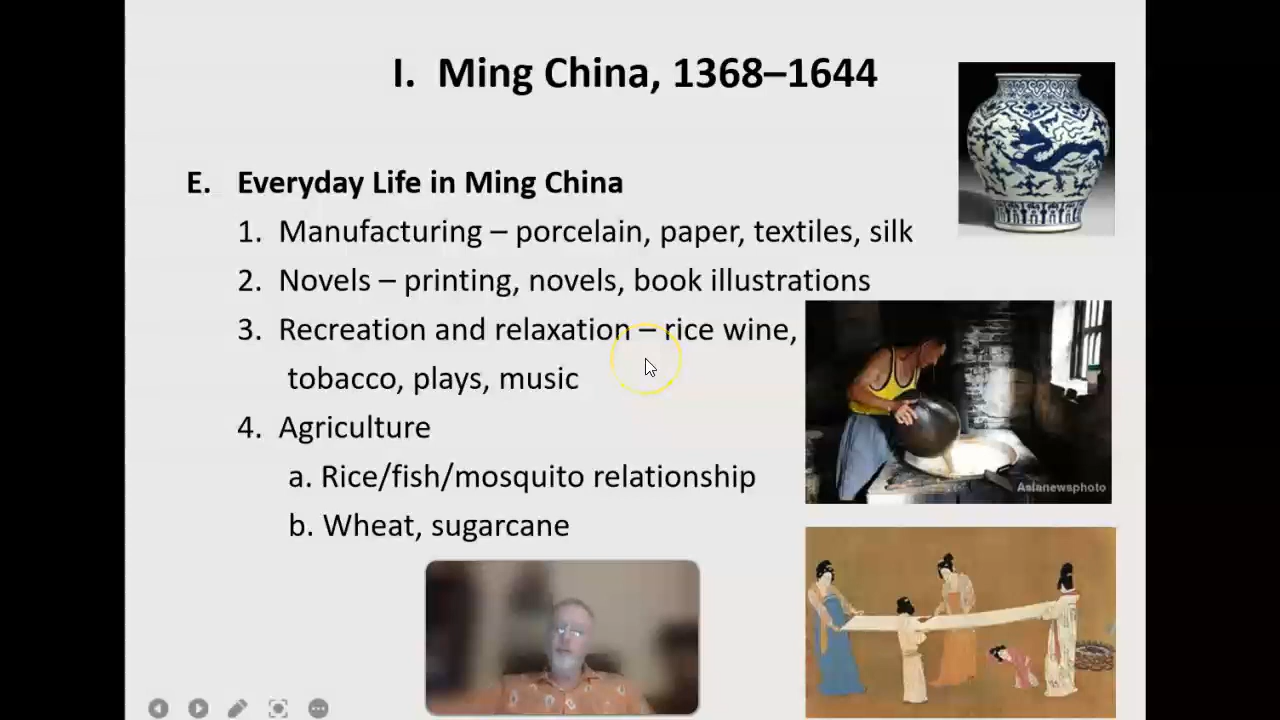 I. Ming China, 1368–1644
E. Everyday Life in Ming China
1. Manufacturing – porcelain, paper, textiles, silk
2. Novels – printing, novels, book illustrations
3. Recreation and relaxation – rice wine,
tobacco, plays, music
4. Agriculture
a. Rice/fish/mosquito relationship
b. Wheat, sugarcane
Asianewsphoto